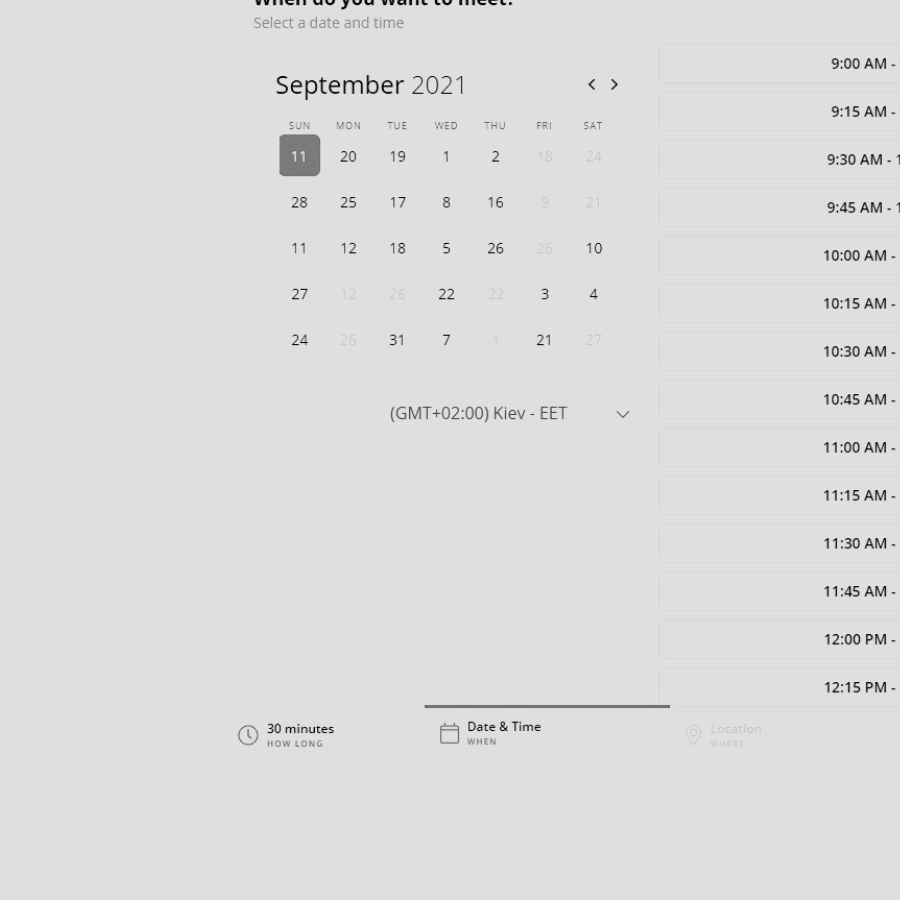 When do you want to meet?
Select a date and time
September 2021
SUN MON TUE WED THU FRI SAT
11 20 19 1 2 18 24
28 25 17 8 16 9 21
11 12 18 5 26 26 10
27 12 26 22 22 3 4
24 26 31 7 1 21 27
(GMT+02:00) Kiev - EET
9:00 AM -
9:15 AM -
9:30 AM - 1
9:45 AM - 1
10:00 AM -
10:15 AM -
10:30 AM -
10:45 AM -
11:00 AM -
11:15 AM -
11:30 AM -
11:45 AM -
12:00 PM -
12:15 PM -
30 minutes
HOW LONG
Date & Time
WHEN
Location
WHERE